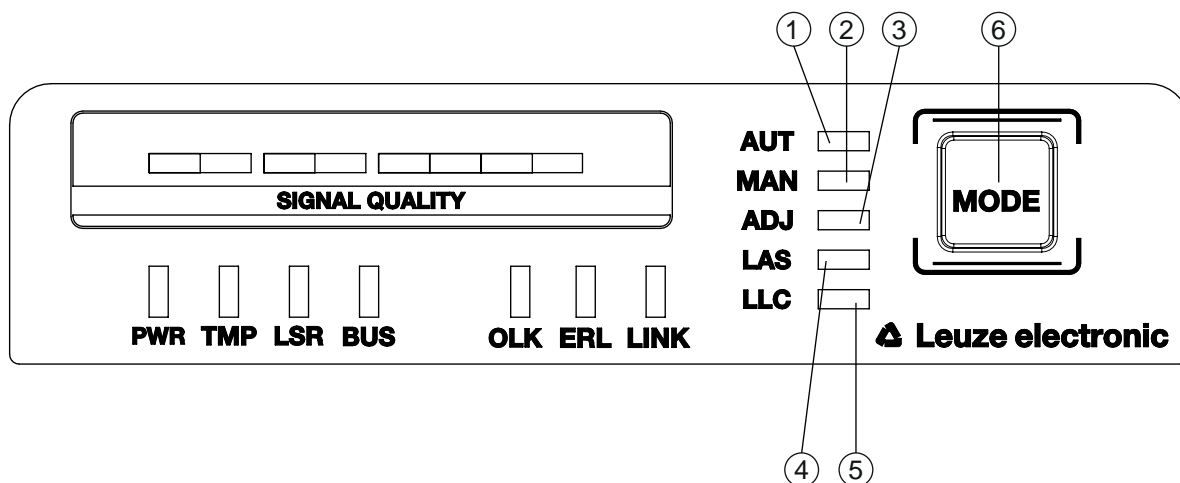 1 2 3 6
AUT
MAN
ADJ
LAS
LLC
MODE
SIGNAL QUALITY
PWR TMP LSR BUS OLK ERL LINK
Leuze electronic
4 5